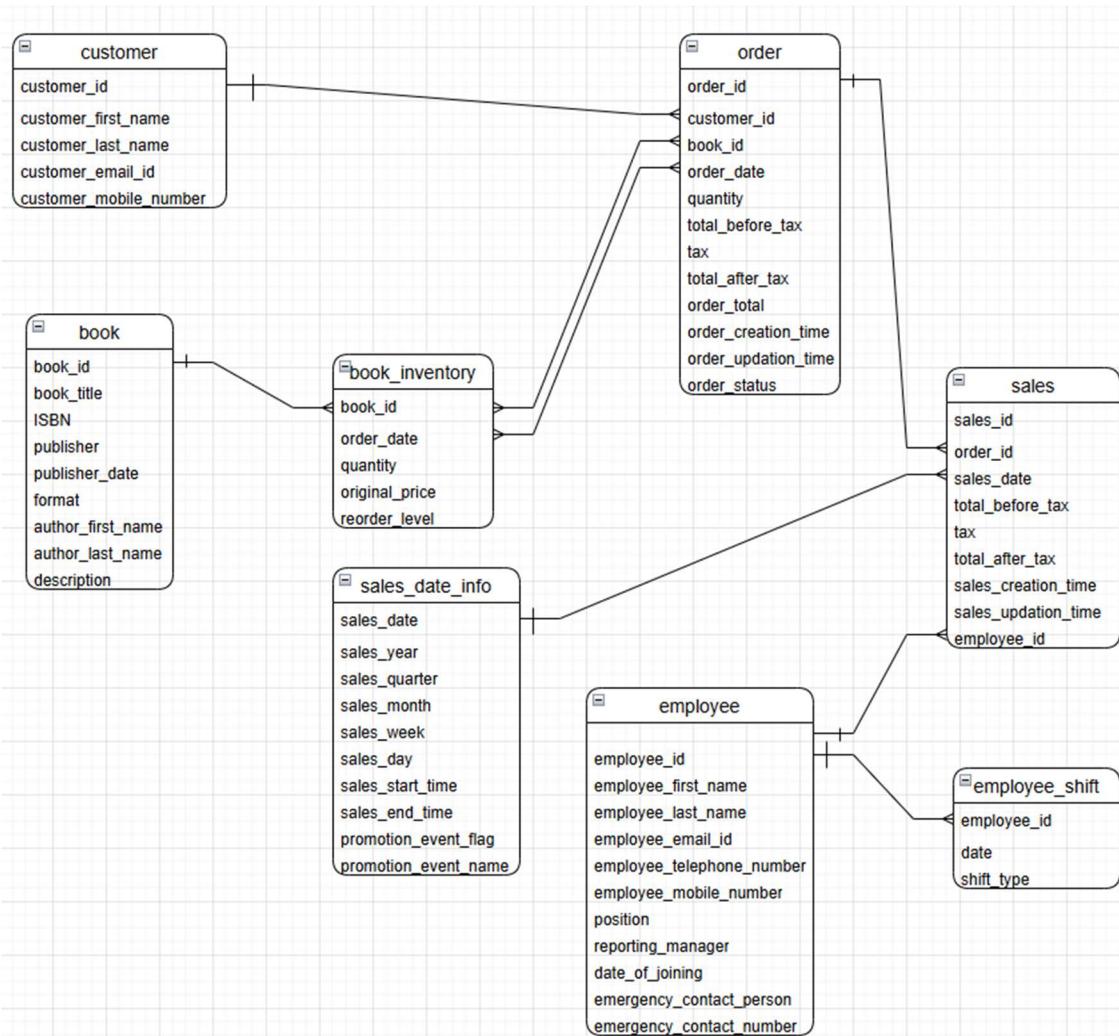 customer
customer_id
customer_first_name
customer_last_name
customer_email_id
customer_mobile_number
order
order_id
customer_id
book_id
order_date
quantity
total_before_tax
tax
total_after_tax
order_total
order_creation_time
order_updation_time
order_status
book
book_id
book_title
ISBN
publisher
publisher_date
format
author_first_name
author_last_name
description
book_inventory
book_id
order_date
quantity
original_price
reorder_level
sales
sales_id
order_id
sales_date
total_before_tax
tax
total_after_tax
sales_creation_time
sales_updation_time
employee_id
sales_date_info
sales_date
sales_year
sales_quarter
sales_month
sales_week
sales_day
sales_start_time
sales_end_time
promotion_event_flag
promotion_event_name
employee
employee_id
employee_first_name
employee_last_name
employee_email_id
employee_telephone_number
employee_mobile_number
position
reporting_manager
date_of_joining
emergency_contact_person
emergency_contact_number
employee_shift
employee_id
date
shift_type